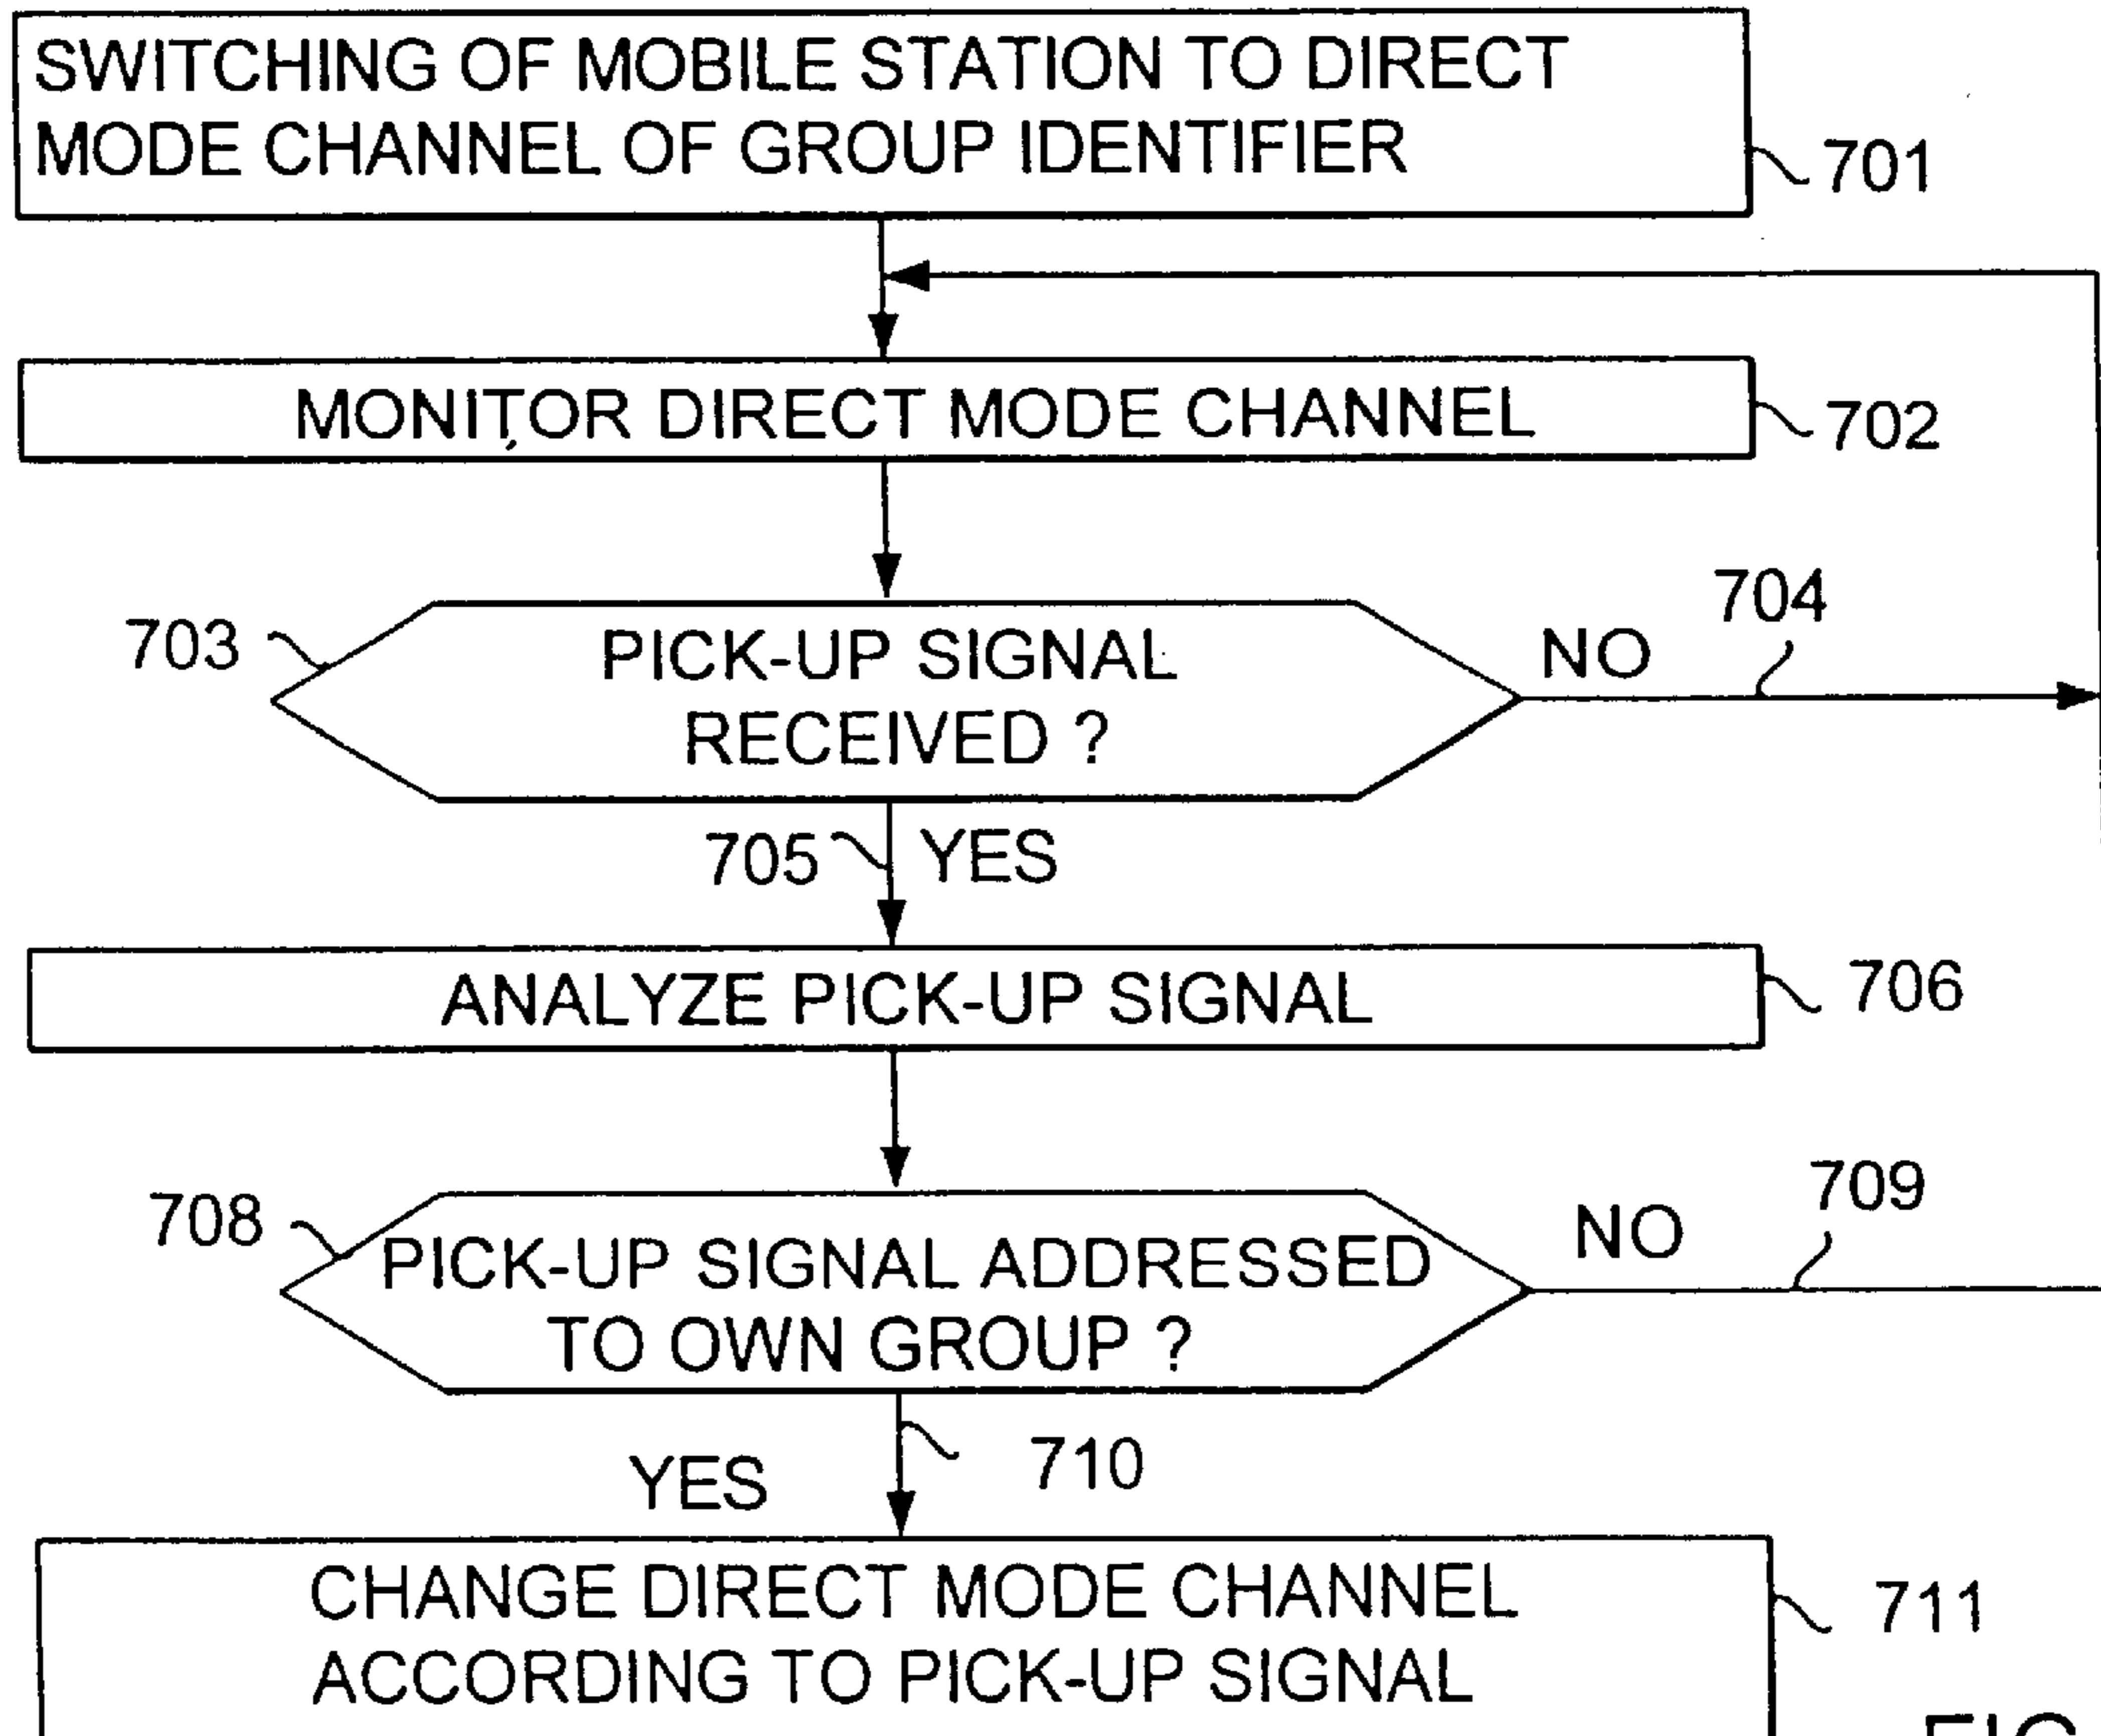 SWITCHING OF MOBILE STATION TO DIRECT
MODE CHANNEL OF GROUP IDENTIFIER
701
MONITOR DIRECT MODE CHANNEL
702
703
PICK-UP SIGNAL
RECEIVED ?
NO
704
705
YES
ANALYZE PICK-UP SIGNAL
706
708
PICK-UP SIGNAL ADDRESSED
TO OWN GROUP ?
NO
709
YES
710
CHANGE DIRECT MODE CHANNEL
ACCORDING TO PICK-UP SIGNAL
711